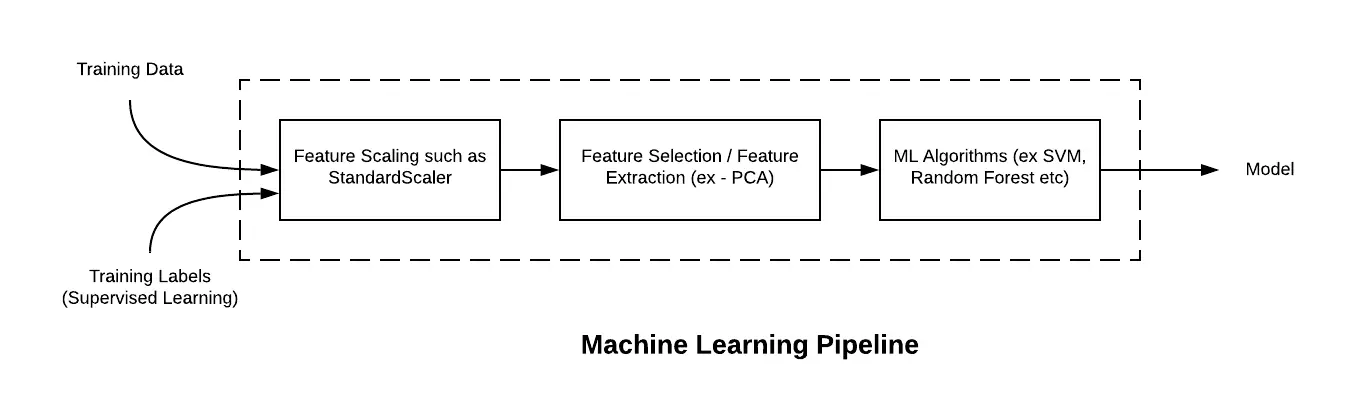 Training Data
Feature Scaling such as
StandardScaler
Feature Selection / Feature
Extraction (ex - PCA)
ML Algorithms (ex SVM,
Random Forest etc)
Model
Training Labels
(Supervised Learning)
Machine Learning Pipeline